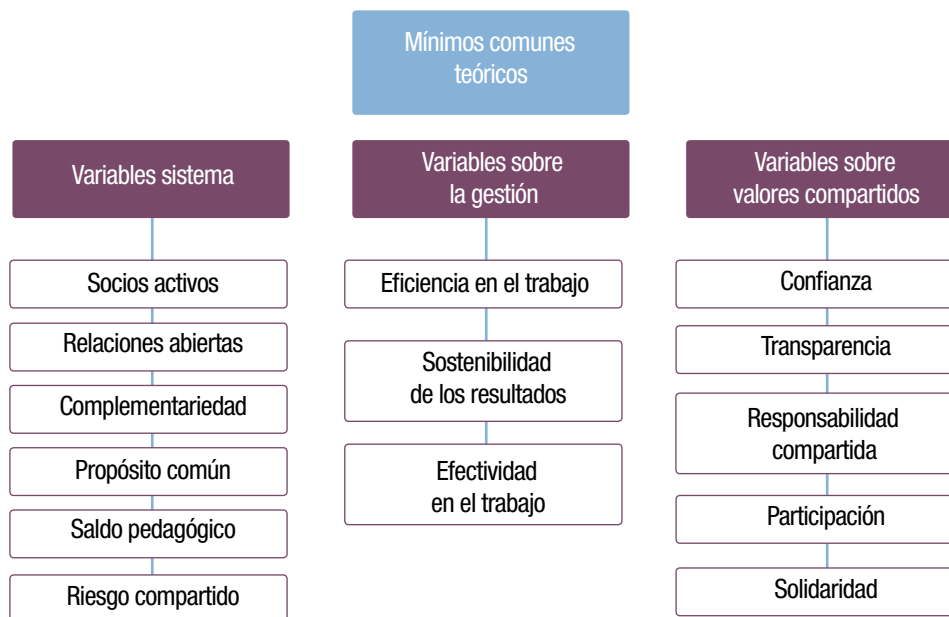 Mínimos comunes
teóricos
Variables sistema
Socios activos
Relaciones abiertas
Complementariedad
Propósito común
Saldo pedagógico
Riesgo compartido
Variables sobre
la gestión
Eficiencia en el trabajo
Sostenibilidad
de los resultados
Efectividad
en el trabajo
Variables sobre
valores compartidos
Confianza
Transparencia
Responsabilidad
compartida
Participación
Solidaridad